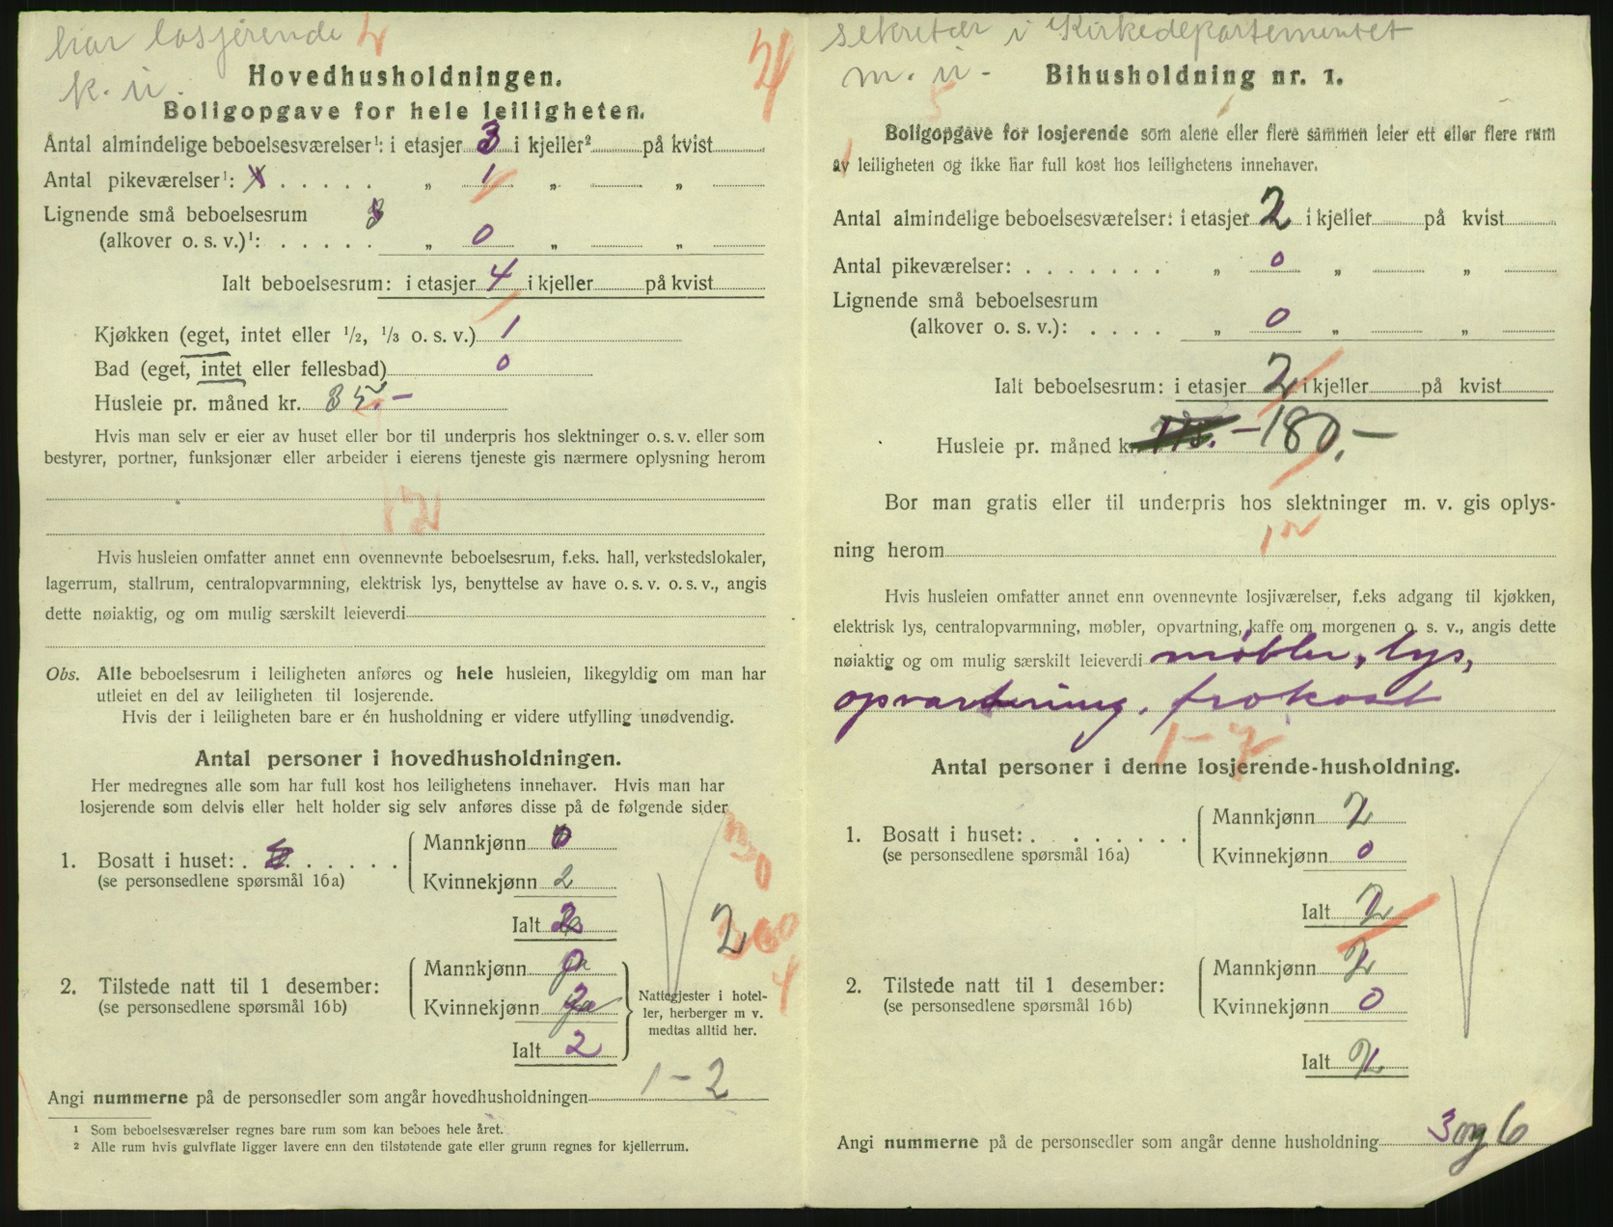 har losjerende 4
k. u.
Hovedhusholdningen.
Boligopgave for hele leiligheten.
Antal almindelige beboelsesværelser¹: i etasjer 3 i kjeller² på kvist
Antal pikeværelser¹: „ 1 „ „
Lignende små beboelsesrum
(alkover o. s. v.)¹: „ 0 „ „
Ialt beboelsesrum: i etasjer 4 i kjeller på kvist
Kjøkken (eget, intet eller ¹/₂, ¹/₃ o. s. v.) 1
Bad (eget, intet eller fellesbad) 0
Husleie pr. måned kr. 85.-
Hvis man selv er eier av huset eller bor til underpris hos slektninger o. s. v. eller som
bestyrer, portner, funksjonær eller arbeider i eierens tjeneste gis nærmere oplysning herom
12
Hvis husleien omfatter annet enn ovennevnte beboelsesrum, f.eks. hall, verkstedslokaler,
lagerrum, stallrum, centralopvarmning, elektrisk lys, benyttelse av have o. s. v. o. s. v., angis
dette nøiaktig, og om mulig særskilt leieverdi
Obs. Alle beboelsesrum i leiligheten anføres og hele husleien, likegyldig om man har
utleiet en del av leiligheten til losjerende.
Hvis der i leiligheten bare er én husholdning er videre utfylling unødvendig.
Antal personer i hovedhusholdningen.
Her medregnes alle som har full kost hos leilighetens innehaver. Hvis man har
losjerende som delvis eller helt holder sig selv anføres disse på de følgende sider
1. Bosatt i huset:
(se personsedlene spørsmål 16a)
Mannkjønn 0
Kvinnekjønn 2
Ialt 2
2
2. Tilstede natt til 1 desember:
(se personsedlene spørsmål 16b)
Mannkjønn 0
Kvinnekjønn 2
Ialt 2
Nattegjester i hotel-
ler, herberger m v.
medtas alltid her.
Angi nummerne på de personsedler som angår hovedhusholdningen 1 - 2
¹ Som beboelsesværelser regnes bare rum som kan beboes hele året.
² Alle rum hvis gulvflate ligger lavere enn den tilstøtende gate eller grunn regnes for kjellerrum.
sekretær i Kirkedepartementet
m. u.
Bihusholdning nr. 1.
Boligopgave for losjerende som alene eller flere sammen leier ett eller flere rum
av leiligheten og ikke har full kost hos leilighetens innehaver.
Antal almindelige beboelsesværelser: i etasjer 2 i kjeller på kvist
Antal pikeværelser: „ 0 „ „
Lignende små beboelsesrum
(alkover o. s. v.): „ 0 „ „
Ialt beboelsesrum: i etasjer 2 i kjeller på kvist
Husleie pr. måned kr. 180,-
Bor man gratis eller til underpris hos slektninger m. v. gis oplys-
ning herom
12
Hvis husleien omfatter annet enn ovennevnte losjiværelser, f.eks adgang til kjøkken,
elektrisk lys, centralopvarmning, møbler, opvartning, kaffe om morgenen o. s. v., angis dette
nøiaktig og om mulig særskilt leieverdi møbler, lys,
opvartning, frokost
Antal personer i denne losjerende-husholdning.
1. Bosatt i huset:
(se personsedlene spørsmål 16a)
Mannkjønn 2
Kvinnekjønn 0
Ialt 2
2. Tilstede natt til 1 desember:
(se personsedlene spørsmål 16b)
Mannkjønn 2
Kvinnekjønn 0
Ialt 2
Angi nummerne på de personsedler som angår denne husholdning 3 og 6